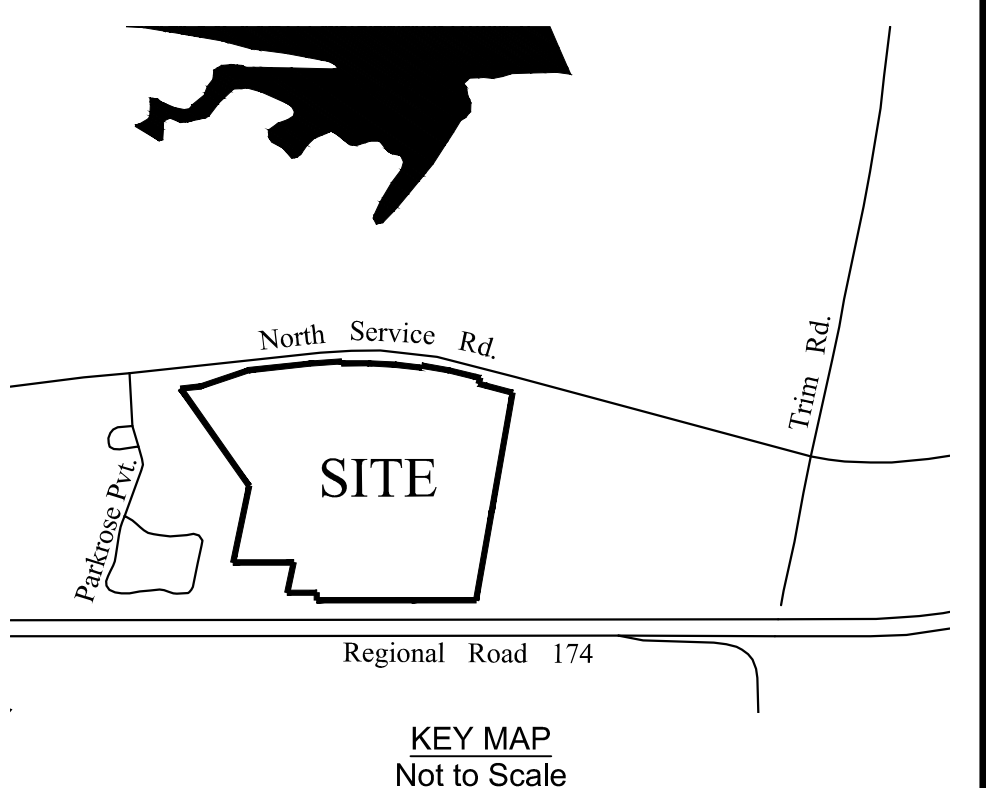 North Service Rd.
Trim Rd.
SITE
Parkrose Pvt.
Regional Road 174
KEY MAP
Not to Scale